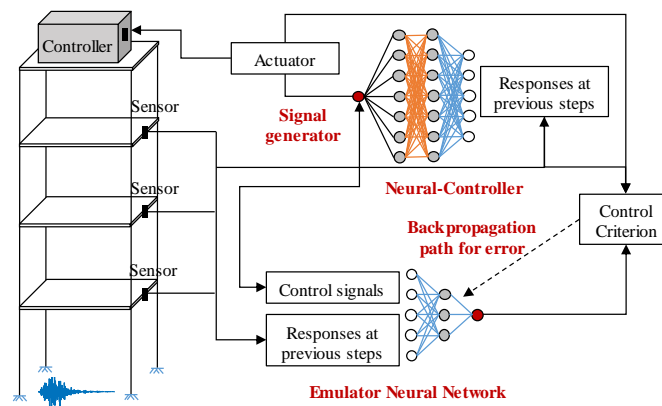 Controller
Actuator
Sensor
Signal
generator
Responses at
previous steps
Neural-Controller
Sensor
Sensor
Backpropagation
path for error
Control
Criterion
Control signals
Responses at
previous steps
Emulator Neural Network